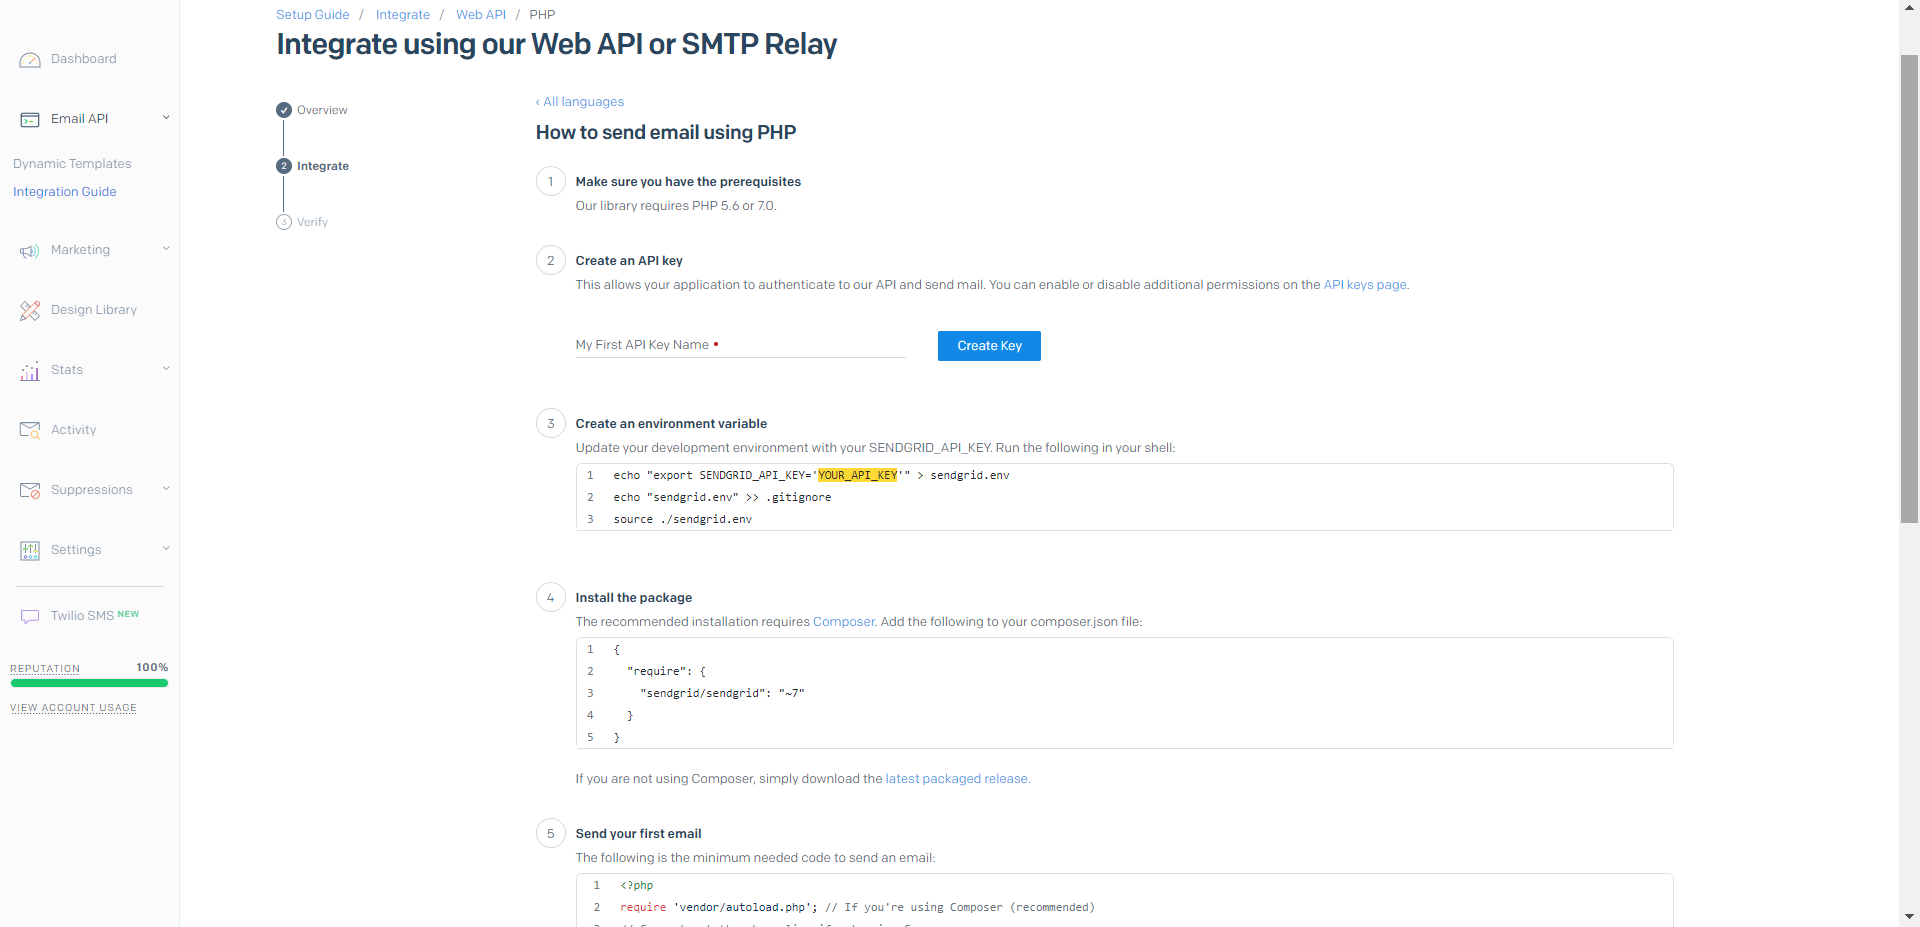 Setup Guide / Integrate / Web API / PHP
Integrate using our Web API or SMTP Relay
Dashboard
Email API
Dynamic Templates
Integration Guide
Marketing
Design Library
Stats
Activity
Suppressions
Settings
Twilio SMS NEW
REPUTATION 100%
VIEW ACCOUNT USAGE
Overview
2 Integrate
3 Verify
‹ All languages
How to send email using PHP
1 Make sure you have the prerequisites
Our library requires PHP 5.6 or 7.0.
2 Create an API key
This allows your application to authenticate to our API and send mail. You can enable or disable additional permissions on the API keys page.
My First API Key Name •
Create Key
3 Create an environment variable
Update your development environment with your SENDGRID_API_KEY. Run the following in your shell:
1 echo "export SENDGRID_API_KEY='YOUR_API_KEY'" > sendgrid.env
2 echo "sendgrid.env" >> .gitignore
3 source ./sendgrid.env
4 Install the package
The recommended installation requires Composer. Add the following to your composer.json file:
1 {
2 "require": {
3 "sendgrid/sendgrid": "~7"
4 }
5 }
If you are not using Composer, simply download the latest packaged release.
5 Send your first email
The following is the minimum needed code to send an email:
1 <?php
2 require 'vendor/autoload.php'; // If you're using Composer (recommended)